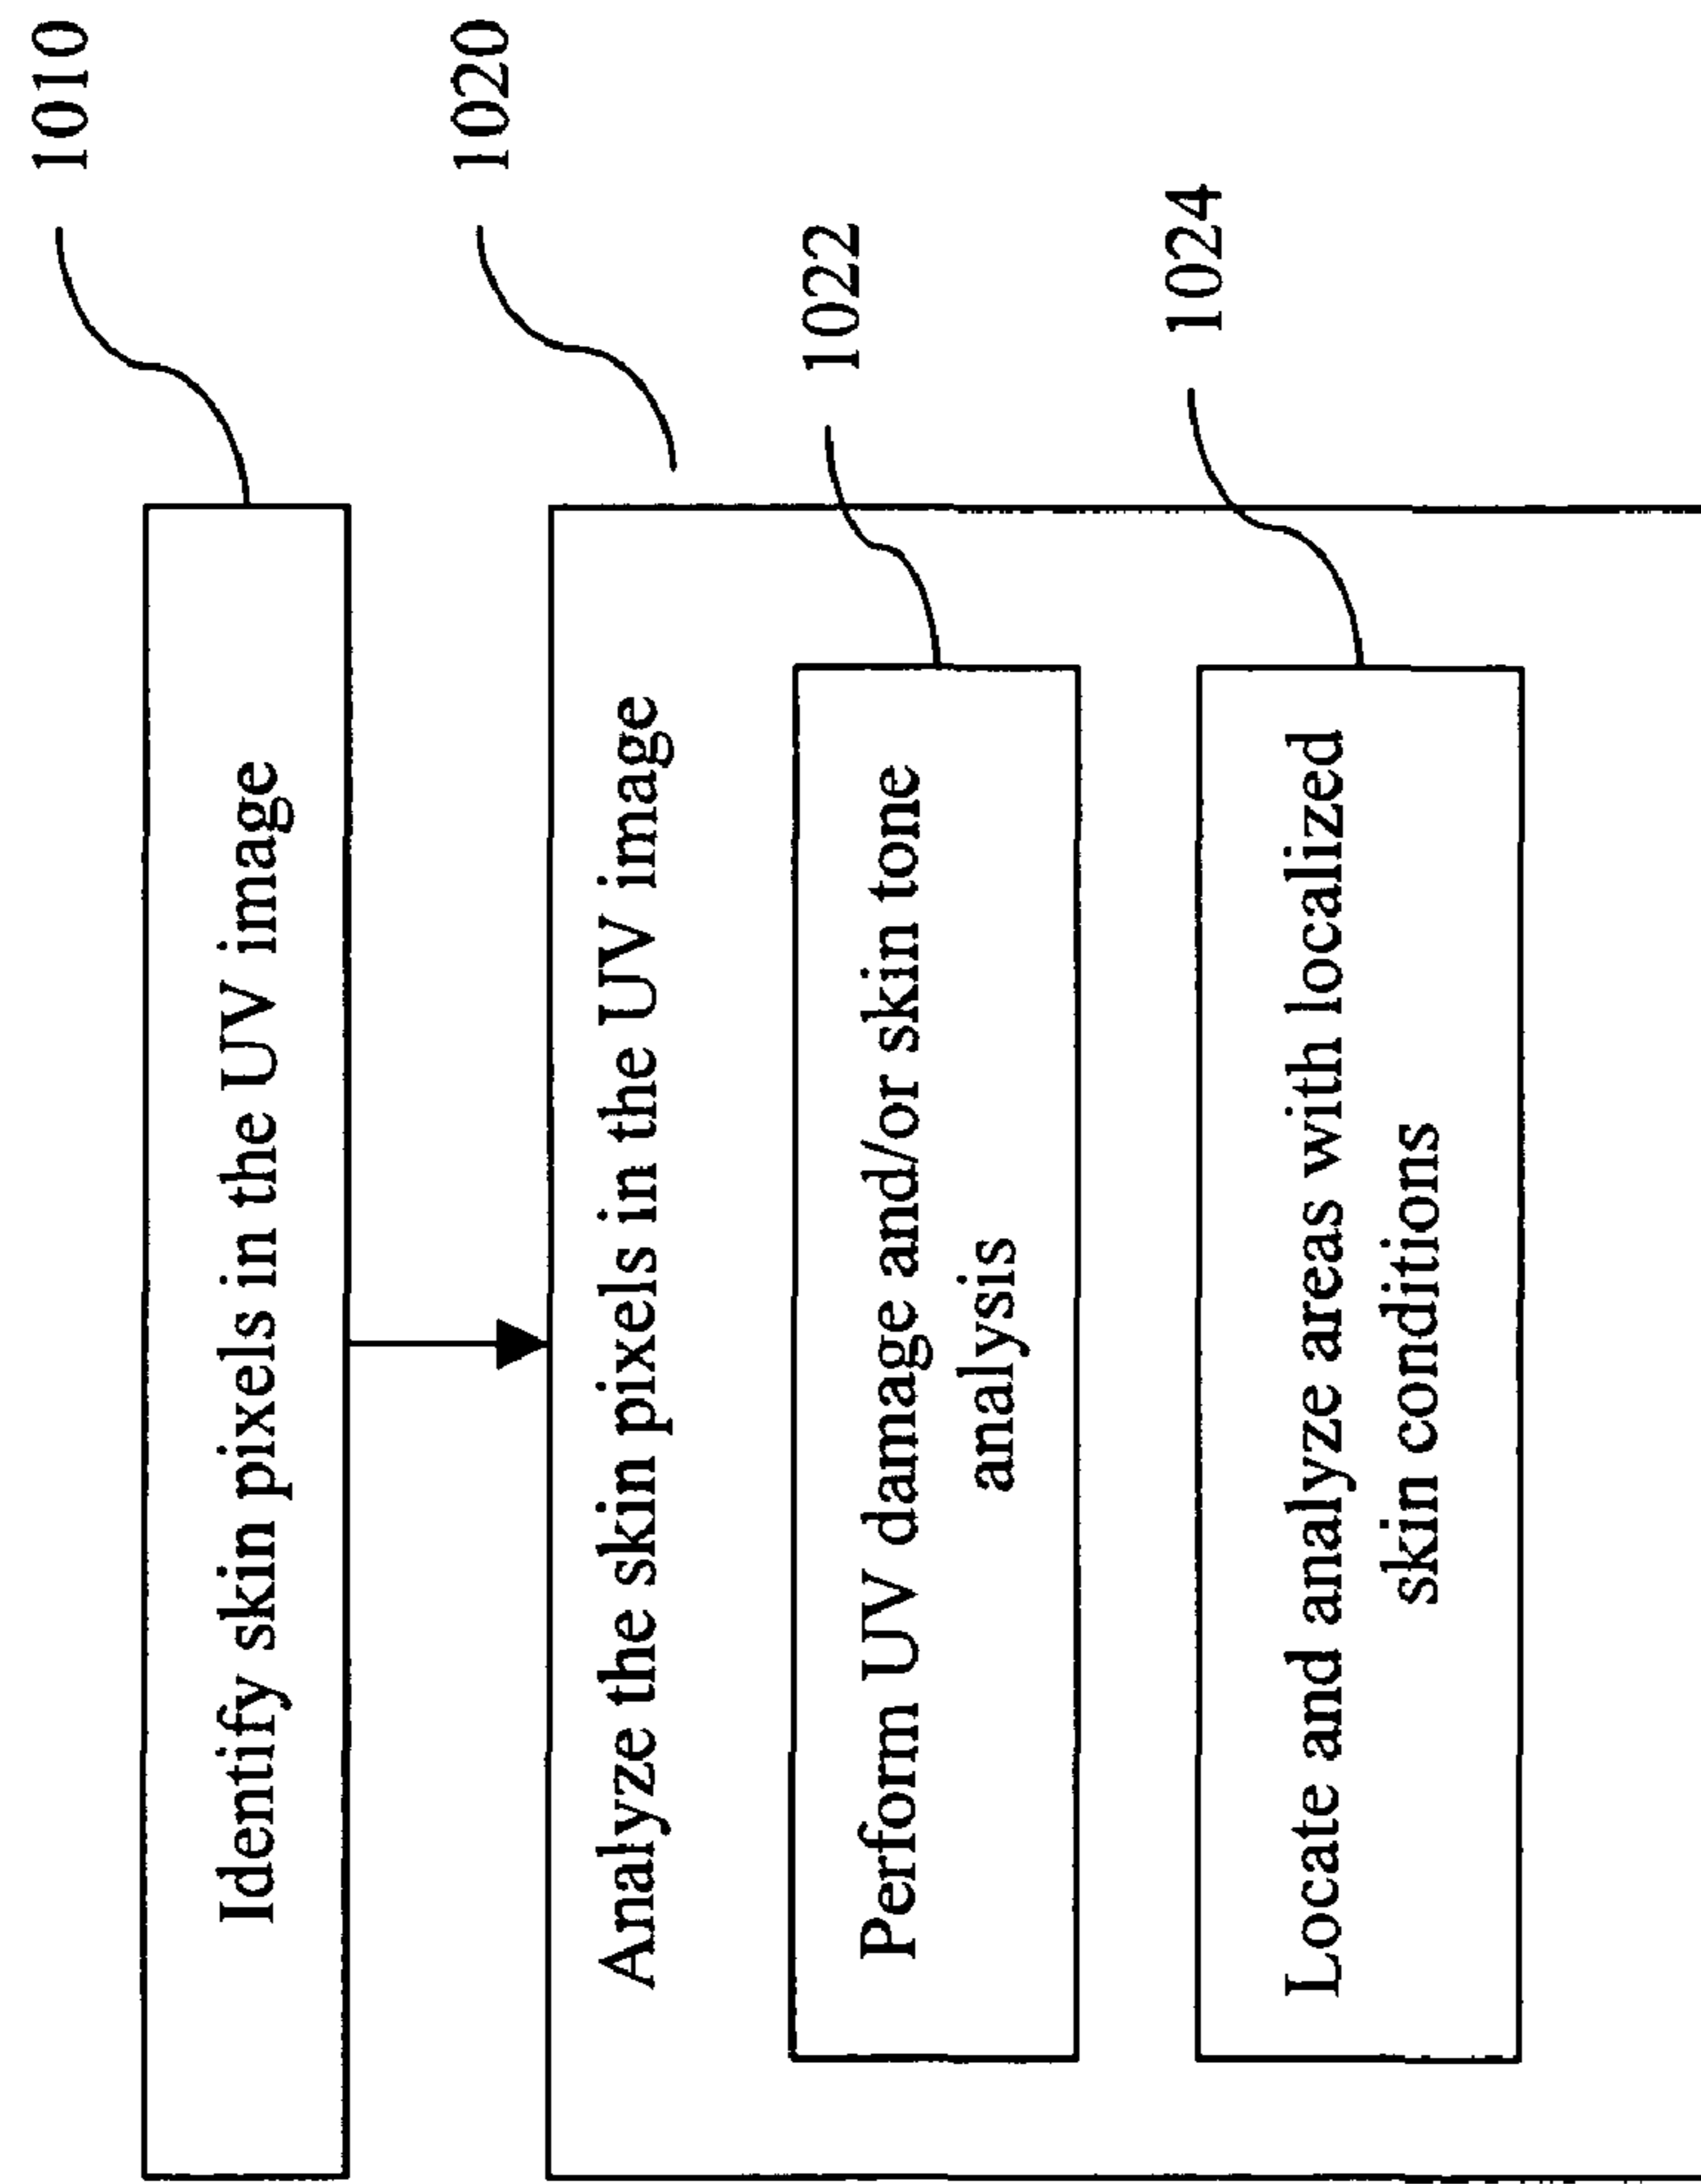 1010
Identify skin pixels in the UV image
1020
Analyze the skin pixels in the UV image
1022
Perform UV damage and/or skin tone
analysis
1024
Locate and analyze areas with localized
skin conditions